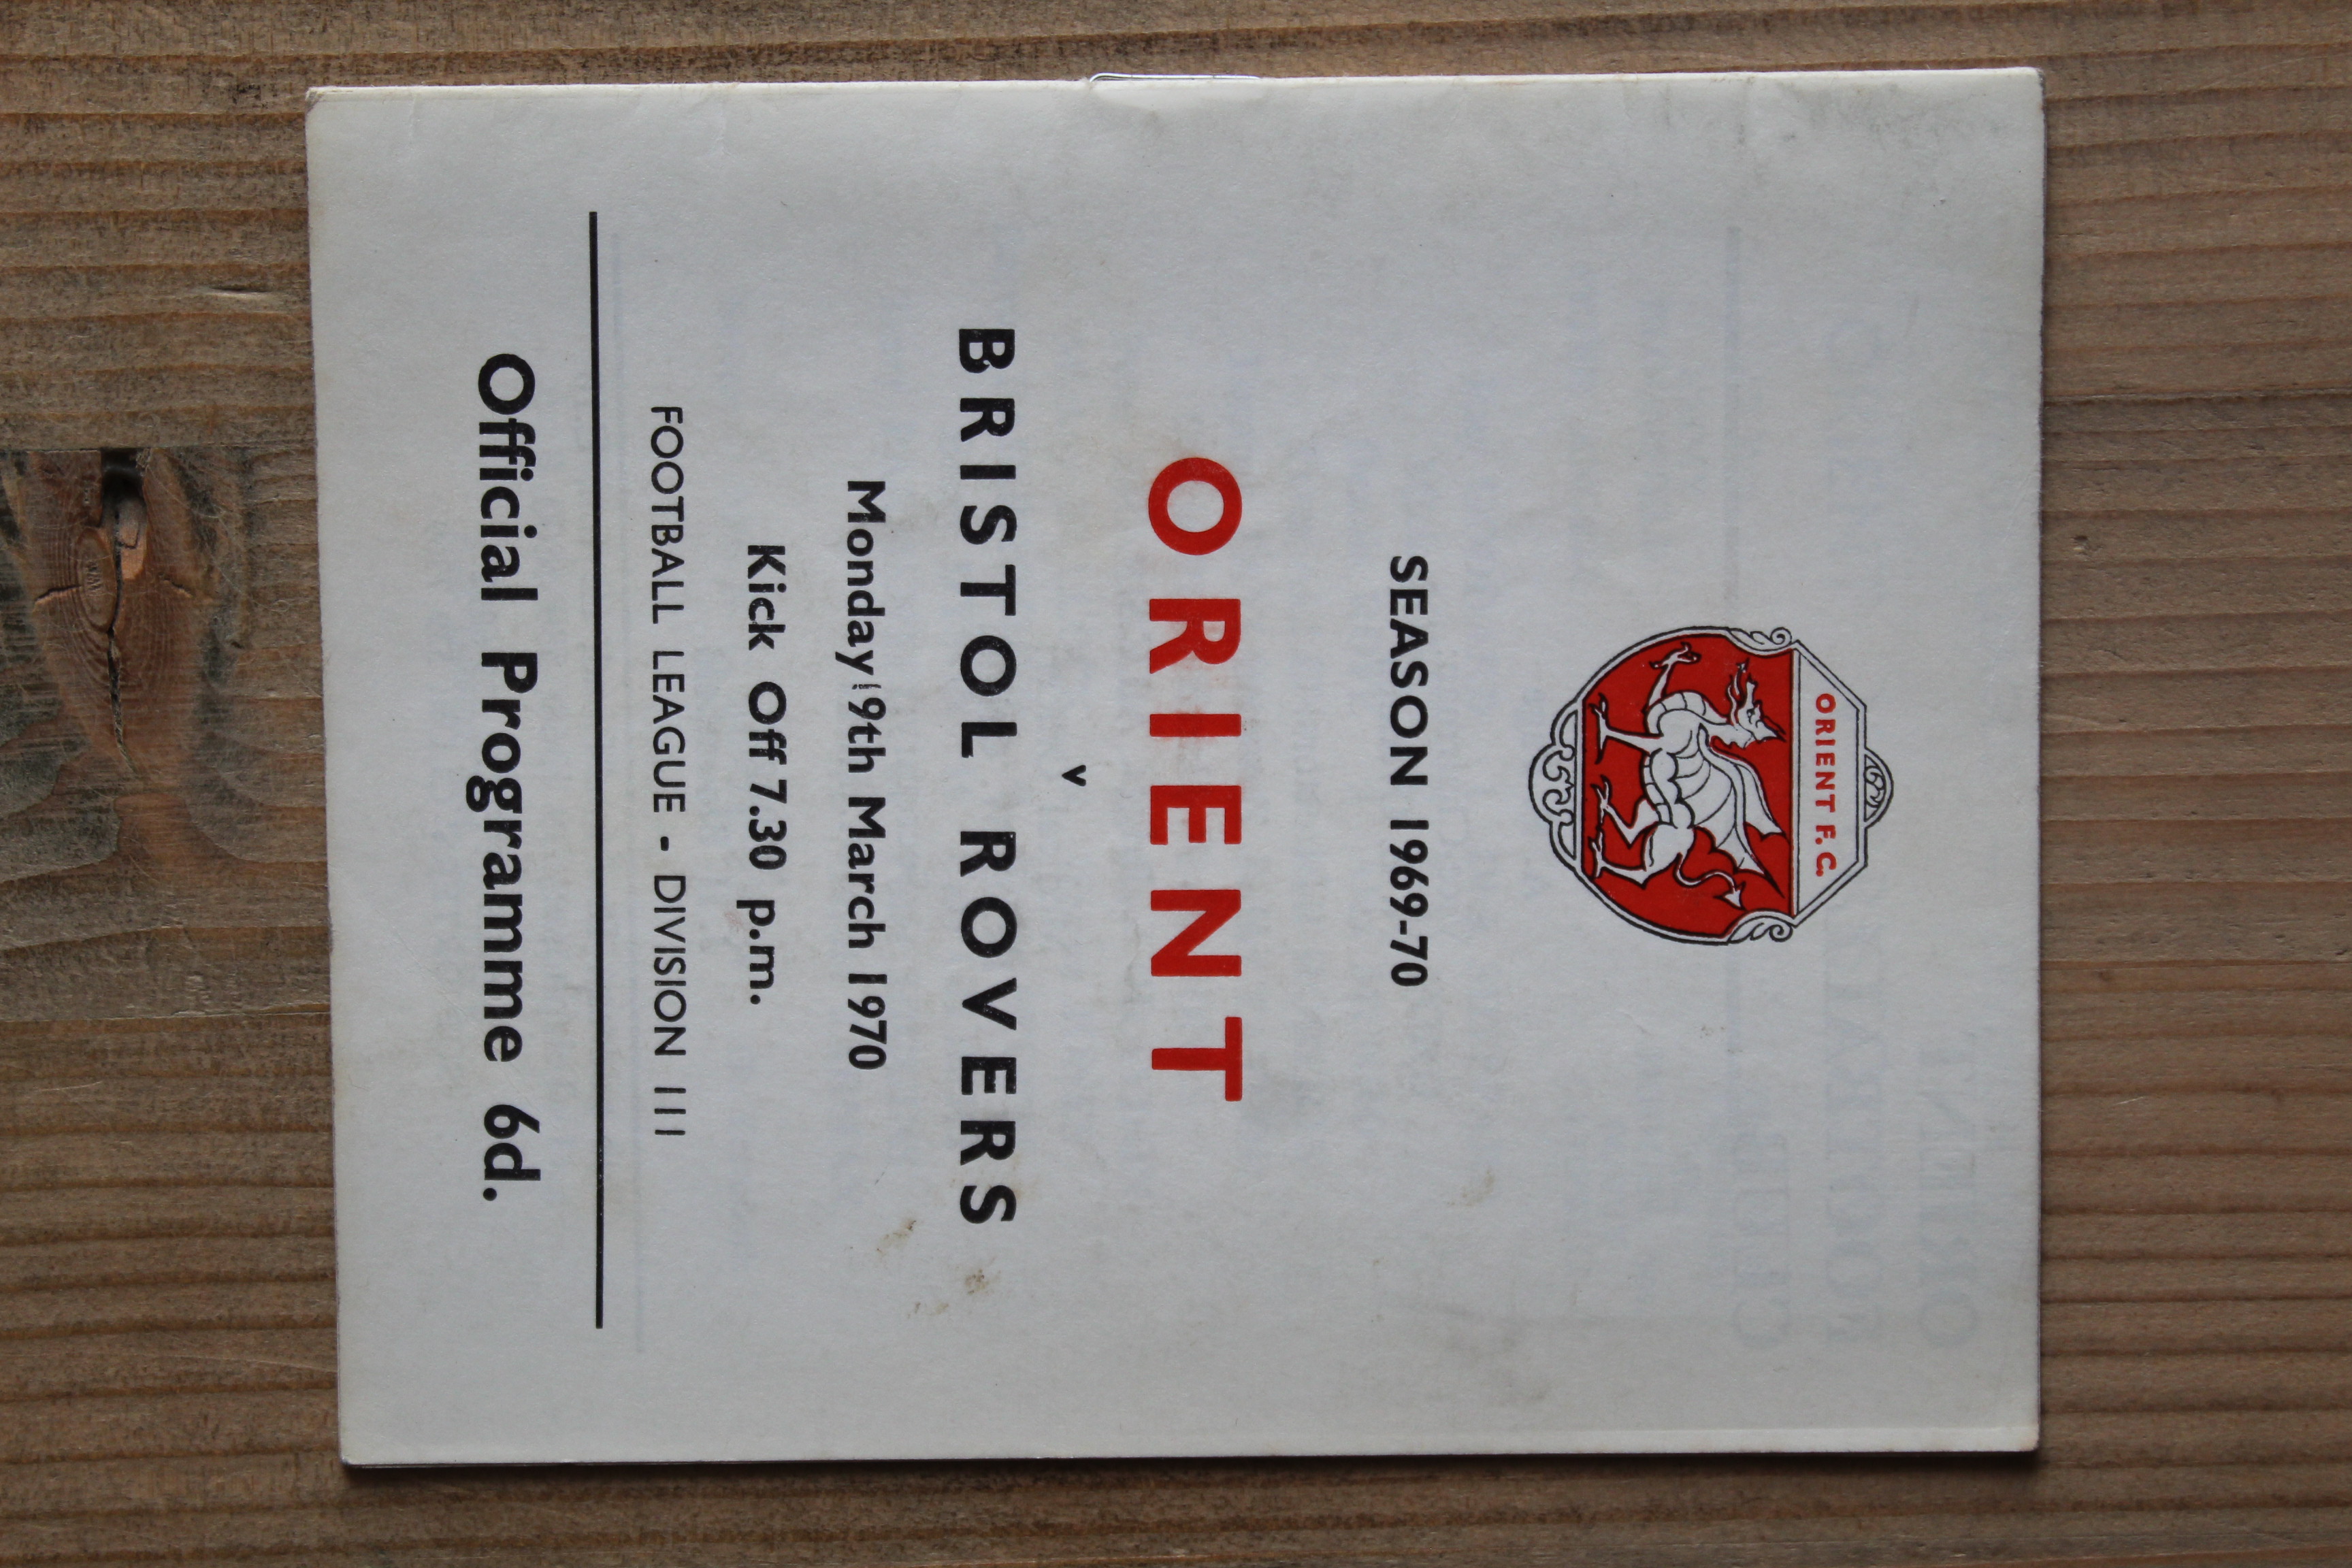 ORIENT F.C.
SEASON 1969-70
ORIENT
v
BRISTOL ROVERS
Monday 9th March 1970
Kick Off 7.30 p.m.
FOOTBALL LEAGUE - DIVISION III
Official Programme 6d.